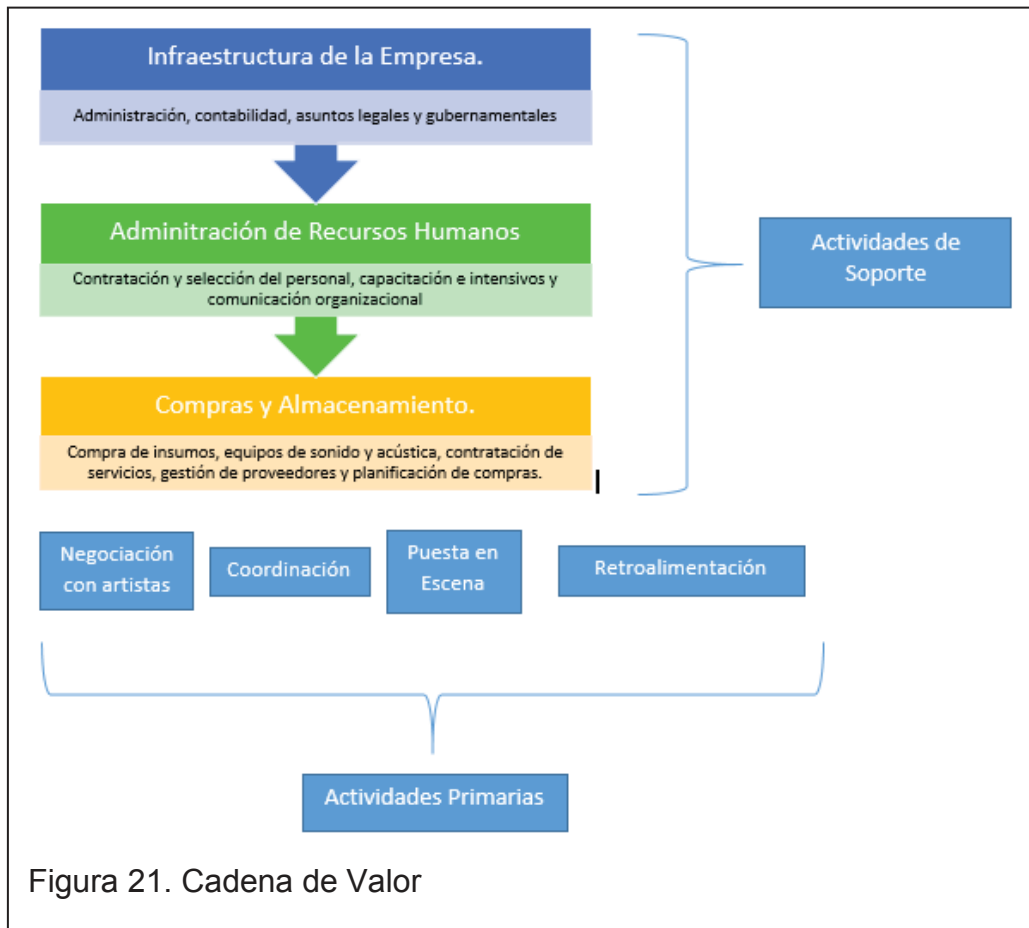 Infraestructura de la Empresa.
Administración, contabilidad, asuntos legales y gubernamentales
Adminitración de Recursos Humanos
Contratación y selección del personal, capacitación e intensivos y
comunicación organizacional
Compras y Almacenamiento.
Compra de insumos, equipos de sonido y acústica, contratación de
servicios, gestión de proveedores y planificación de compras.
Actividades de
Soporte
Negociación
con artistas
Coordinación
Puesta en
Escena
Retroalimentación
Actividades Primarias
Figura 21. Cadena de Valor